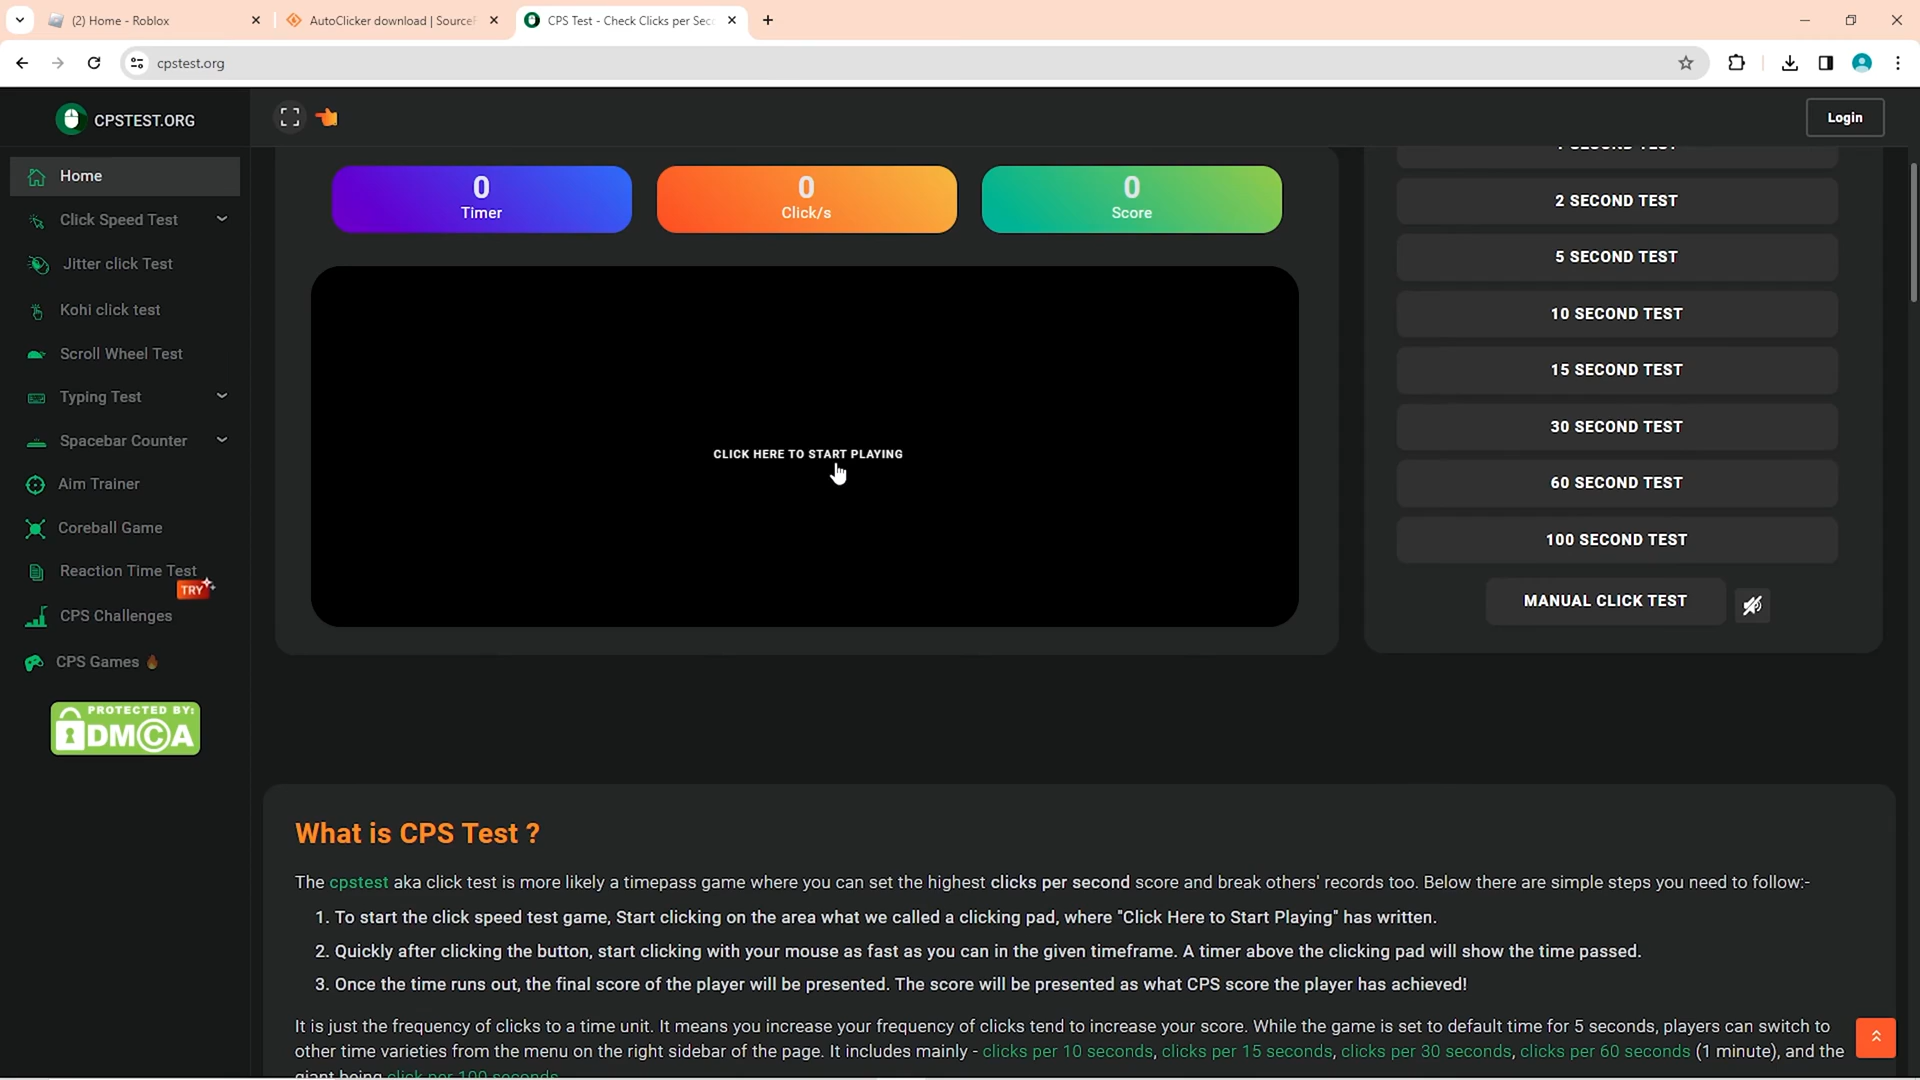 (2) Home - Roblox
AutoClicker download | Source
CPS Test - Check Clicks per Sec
cpstest.org
CPSTEST.ORG
Login
Home
Click Speed Test
Jitter click Test
Kohi click test
Scroll Wheel Test
Typing Test
Spacebar Counter
Aim Trainer
Coreball Game
Reaction Time Test
TRY
CPS Challenges
CPS Games
PROTECTED BY:
DMCA
0
Timer
0
Click/s
0
Score
CLICK HERE TO START PLAYING
2 SECOND TEST
5 SECOND TEST
10 SECOND TEST
15 SECOND TEST
30 SECOND TEST
60 SECOND TEST
100 SECOND TEST
MANUAL CLICK TEST
What is CPS Test ?
The cpstest aka click test is more likely a timepass game where you can set the highest clicks per second score and break others' records too. Below there are simple steps you need to follow:-
1. To start the click speed test game, Start clicking on the area what we called a clicking pad, where "Click Here to Start Playing" has written.
2. Quickly after clicking the button, start clicking with your mouse as fast as you can in the given timeframe. A timer above the clicking pad will show the time passed.
3. Once the time runs out, the final score of the player will be presented. The score will be presented as what CPS score the player has achieved!
It is just the frequency of clicks to a time unit. It means you increase your frequency of clicks tend to increase your score. While the game is set to default time for 5 seconds, players can switch to
other time varieties from the menu on the right sidebar of the page. It includes mainly - clicks per 10 seconds, clicks per 15 seconds, clicks per 30 seconds, clicks per 60 seconds (1 minute), and the
giant being click per 100 seconds.